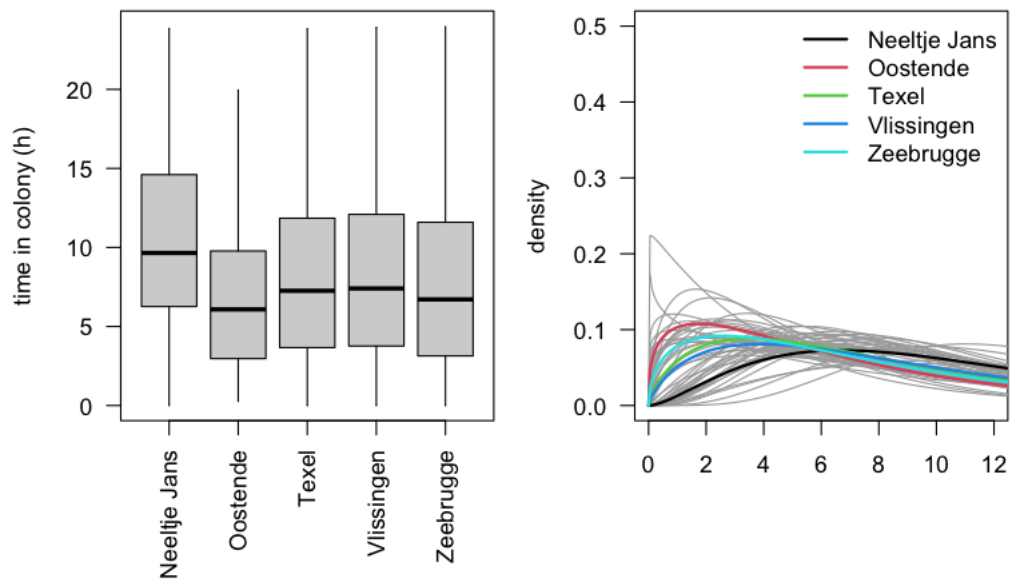 time in colony (h)
20
15
10
5
0
Neeltje Jans
Oostende
Texel
Vlissingen
Zeebrugge
density
0.5
0.4
0.3
0.2
0.1
0.0
0 2 4 6 8 10 12
Neeltje Jans
Oostende
Texel
Vlissingen
Zeebrugge